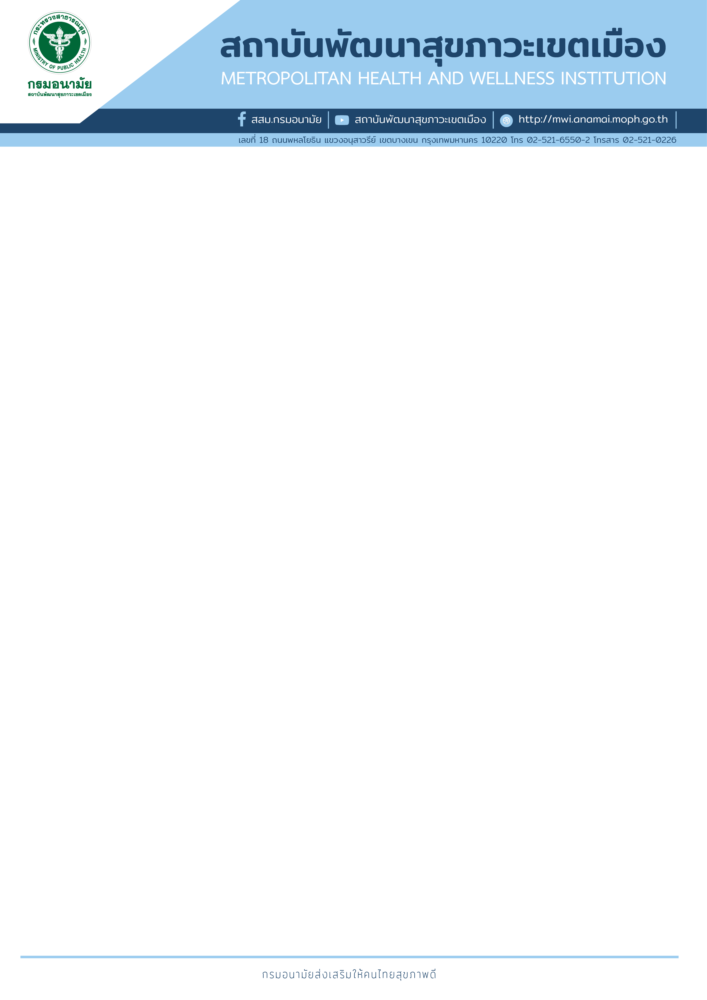 กระทรวงสาธารณสุข
MINISTRY OF PUBLIC HEALTH
กรมอนามัย
สถาบันพัฒนาสุขภาวะเขตเมือง
สถาบันพัฒนาสุขภาวะเขตเมือง
METROPOLITAN HEALTH AND WELLNESS INSTITUTION
สสม.กรมอนามัย สถาบันพัฒนาสุขภาวะเขตเมือง http://mwi.anamai.moph.go.th
เลขที่ 18 ถนนพหลโยธิน แขวงอนุสาวรีย์ เขตบางเขน กรุงเทพมหานคร 10220 โทร 02-521-6550-2 โทรสาร 02-521-0226
กรมอนามัยส่งเสริมให้คนไทยสุขภาพดี